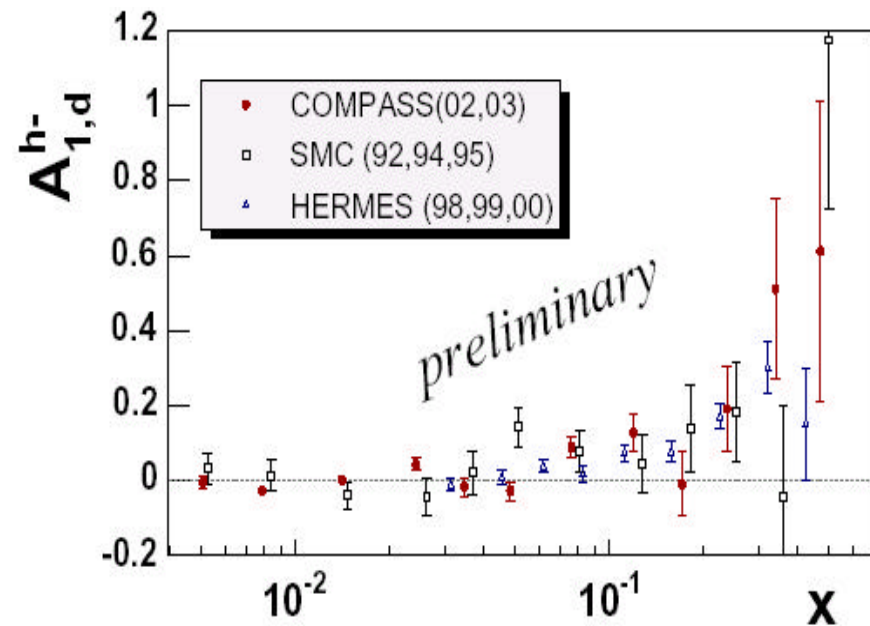 A_{1,d}^{h-}
1.2
1
0.8
0.6
0.4
0.2
0
-0.2
COMPASS(02,03)
SMC (92,94,95)
HERMES (98,99,00)
preliminary
10^{-2}
10^{-1}
X